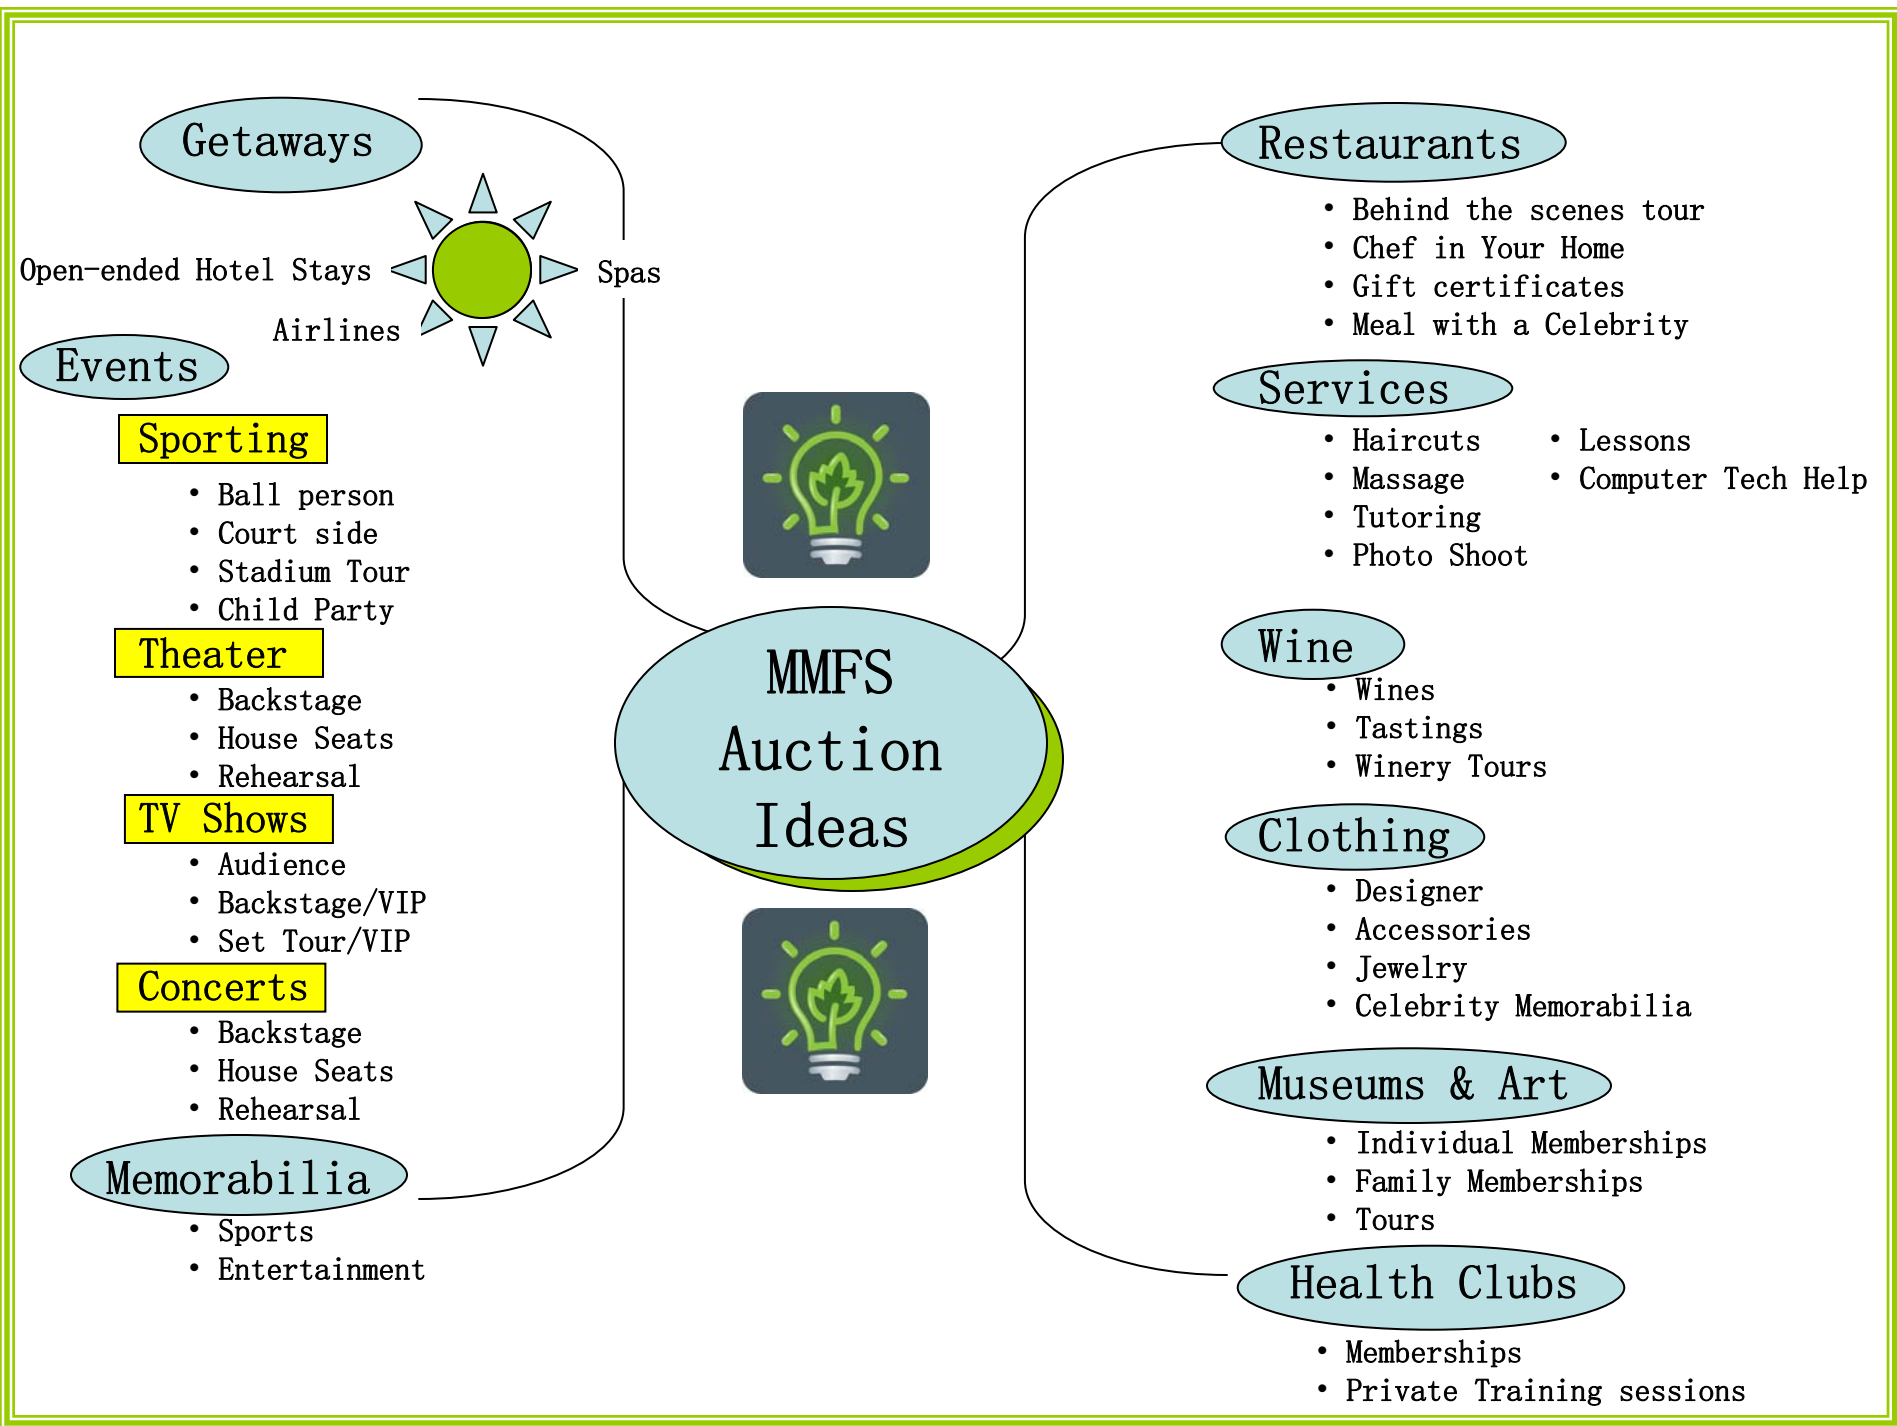 Getaways
Open-ended Hotel Stays
Spas
Airlines
Events
Sporting
• Ball person
• Court side
• Stadium Tour
• Child Party
Theater
• Backstage
• House Seats
• Rehearsal
TV Shows
• Audience
• Backstage/VIP
• Set Tour/VIP
Concerts
• Backstage
• House Seats
• Rehearsal
Memorabilia
• Sports
• Entertainment
MMFS
Auction
Ideas
Restaurants
• Behind the scenes tour
• Chef in Your Home
• Gift certificates
• Meal with a Celebrity
Services
• Haircuts
• Massage
• Tutoring
• Photo Shoot
• Lessons
• Computer Tech Help
Wine
• Wines
• Tastings
• Winery Tours
Clothing
• Designer
• Accessories
• Jewelry
• Celebrity Memorabilia
Museums & Art
• Individual Memberships
• Family Memberships
• Tours
Health Clubs
• Memberships
• Private Training sessions